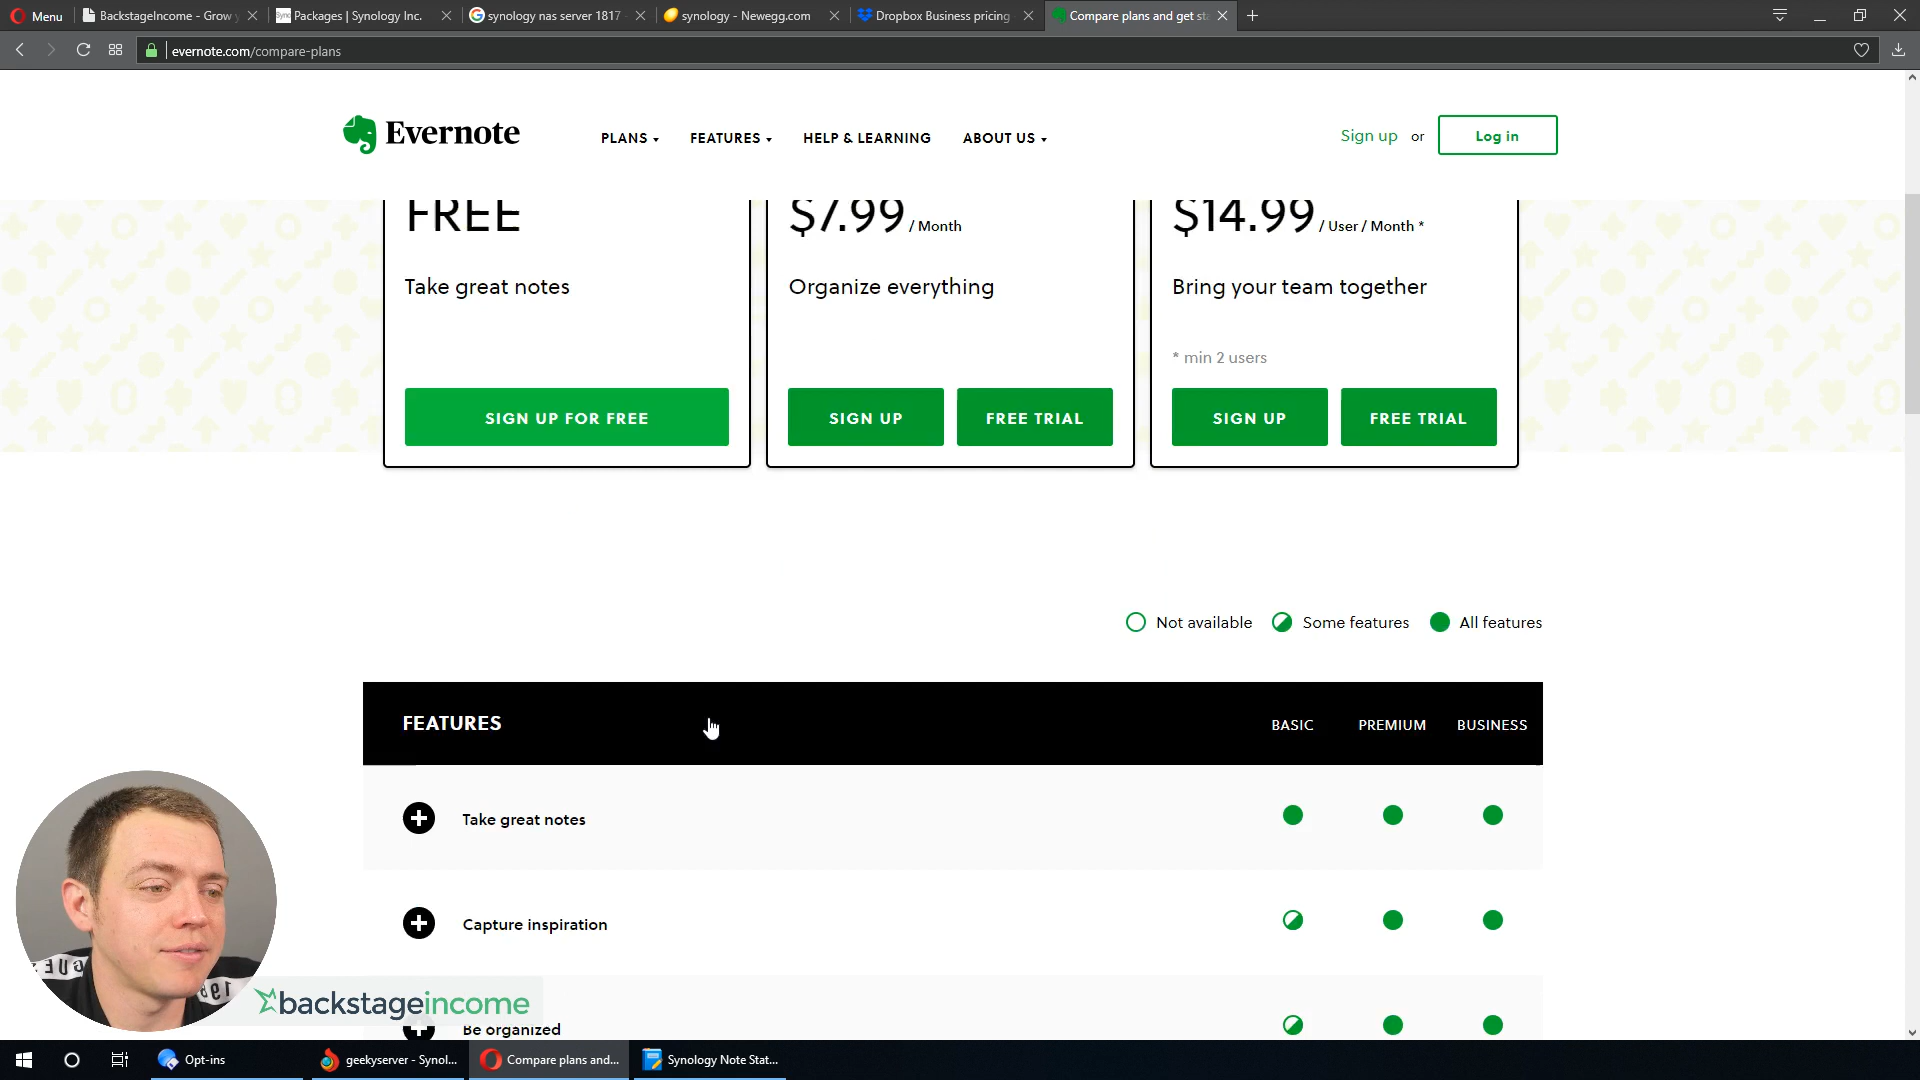 Menu
BackstageIncome - Grow
Packages | Synology Inc.
synology nas server 1817
synology - Newegg.com
Dropbox Business pricing
Compare plans and get sta
evernote.com/compare-plans
Evernote
PLANS
FEATURES
HELP & LEARNING
ABOUT US
Sign up or
Log in
FREE
Take great notes
SIGN UP FOR FREE
$7.99 / Month
Organize everything
SIGN UP
FREE TRIAL
$14.99 / User / Month *
Bring your team together
* min 2 users
SIGN UP
FREE TRIAL
Not available
Some features
All features
FEATURES
BASIC
PREMIUM
BUSINESS
Take great notes
Capture inspiration
Be organized
backstageincome
Opt-ins
geekyserver - Synol...
Compare plans and...
Synology Note Stat...